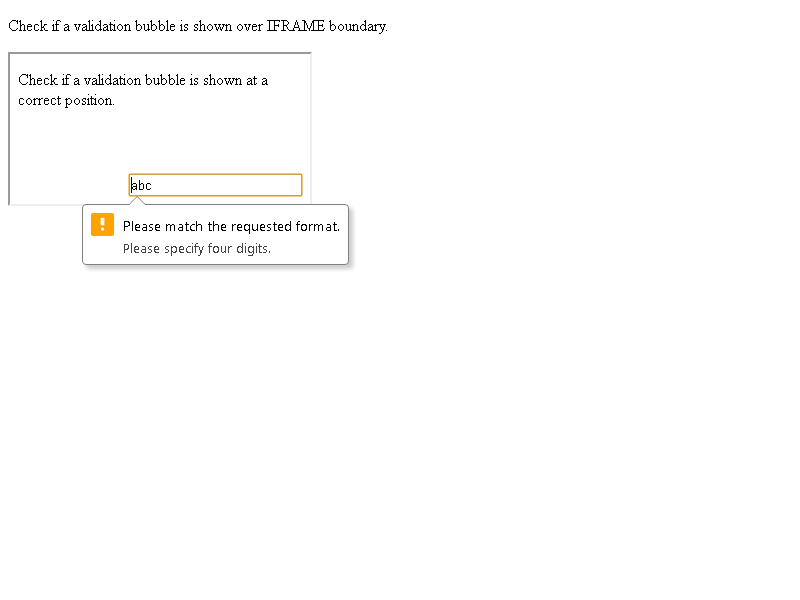 Check if a validation bubble is shown over IFRAME boundary.
Check if a validation bubble is shown at a
correct position.
abc
Please match the requested format.
Please specify four digits.